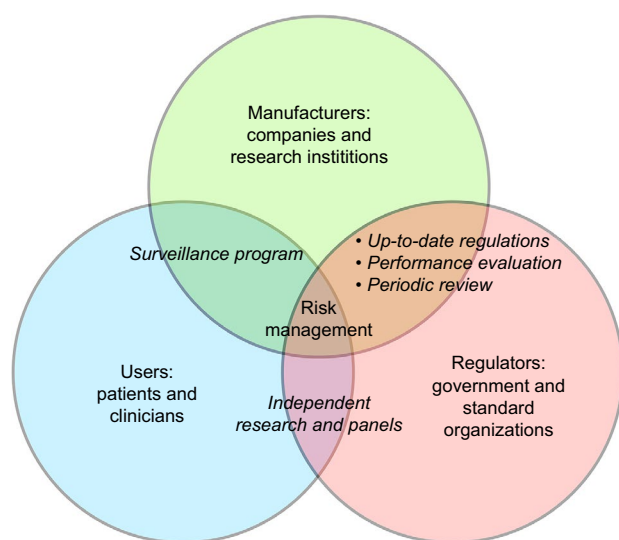 Manufacturers:
companies and
research instititions
Surveillance program
• Up-to-date regulations
• Performance evaluation
• Periodic review
Risk
management
Users:
patients and
clinicians
Independent
research and panels
Regulators:
government and
standard
organizations